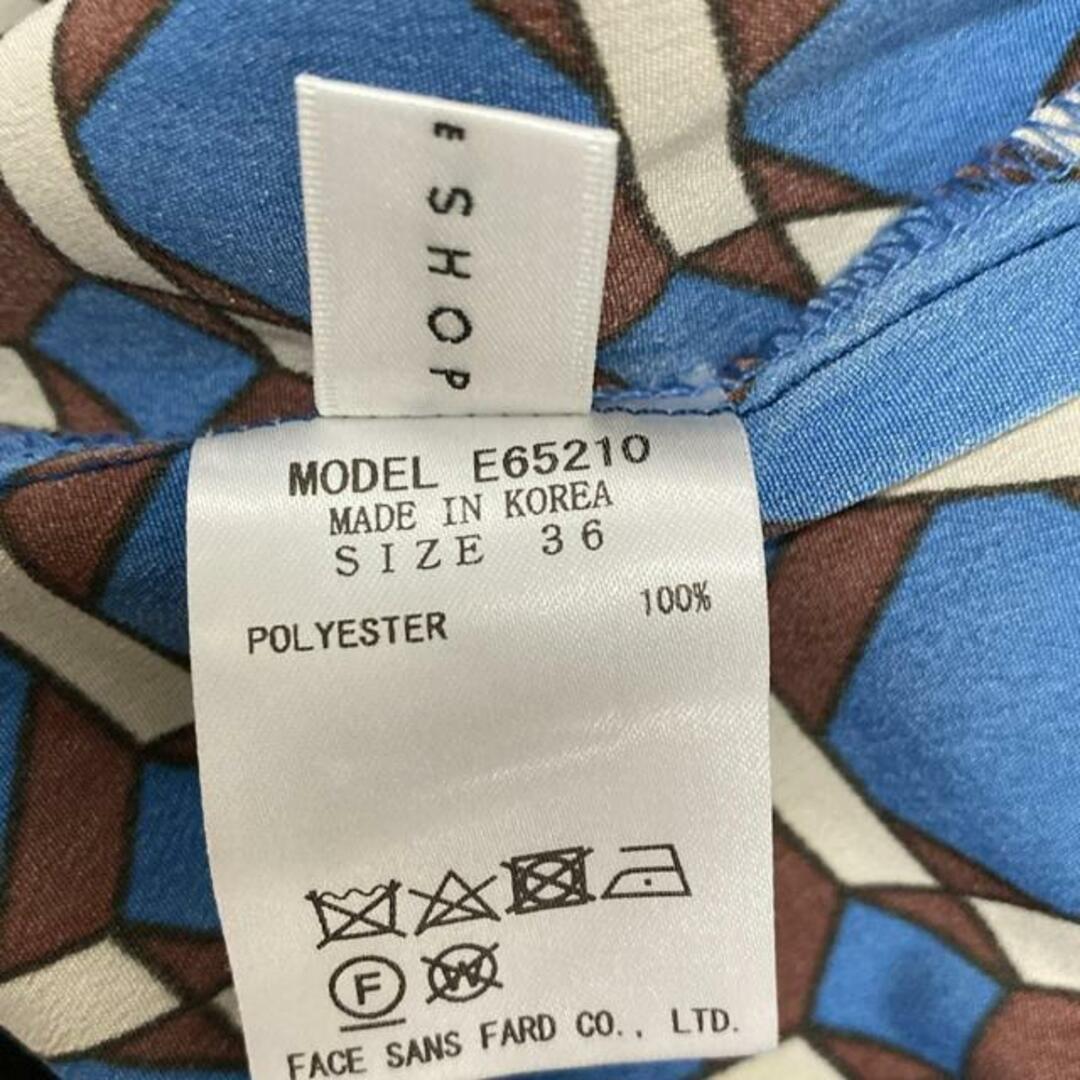 E SHOP
MODEL E65210
MADE IN KOREA
SIZE 36
POLYESTER 100%
F W
FACE SANS FARD CO., LTD.